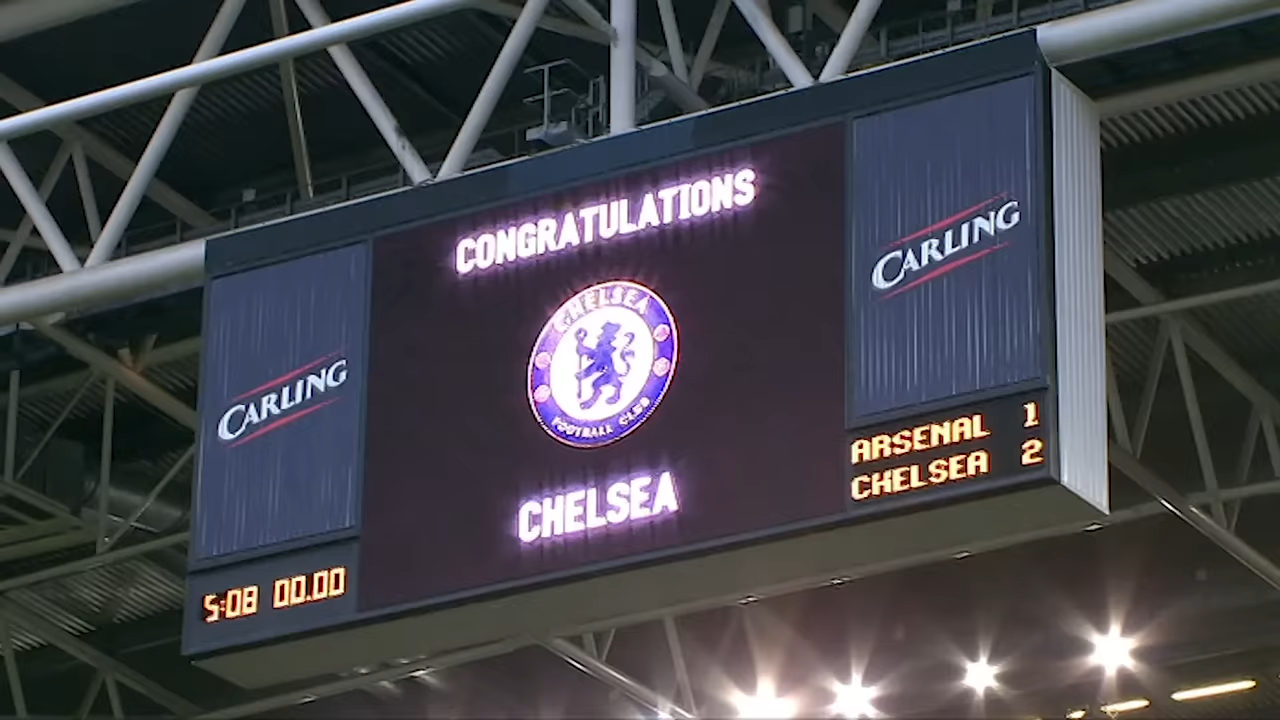 CONGRATULATIONS
CARLING
CHELSEA
FOOTBALL CLUB
CARLING
ARSENAL 1
CHELSEA 2
CHELSEA
5:08 00.00